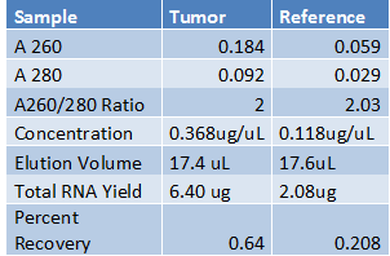 Sample Tumor Reference
A 260 0.184 0.059
A 280 0.092 0.029
A260/280 Ratio 2 2.03
Concentration 0.368ug/uL 0.118ug/uL
Elution Volume 17.4 uL 17.6uL
Total RNA Yield 6.40 ug 2.08ug
Percent
Recovery 0.64 0.208